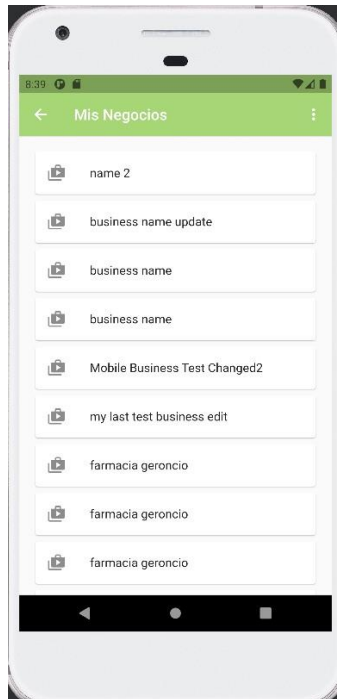 8:39
Mis Negocios
name 2
business name update
business name
business name
Mobile Business Test Changed2
my last test business edit
farmacia geroncio
farmacia geroncio
farmacia geroncio